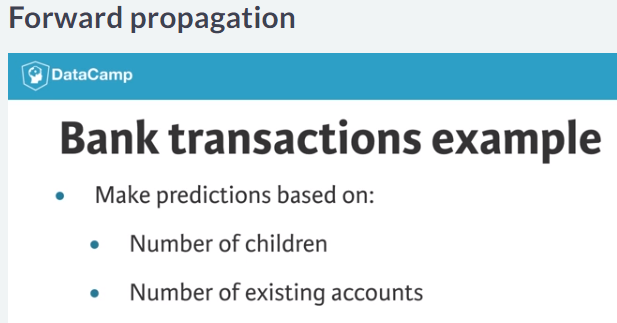 Forward propagation
DataCamp
Bank transactions example
Make predictions based on:
Number of children
Number of existing accounts